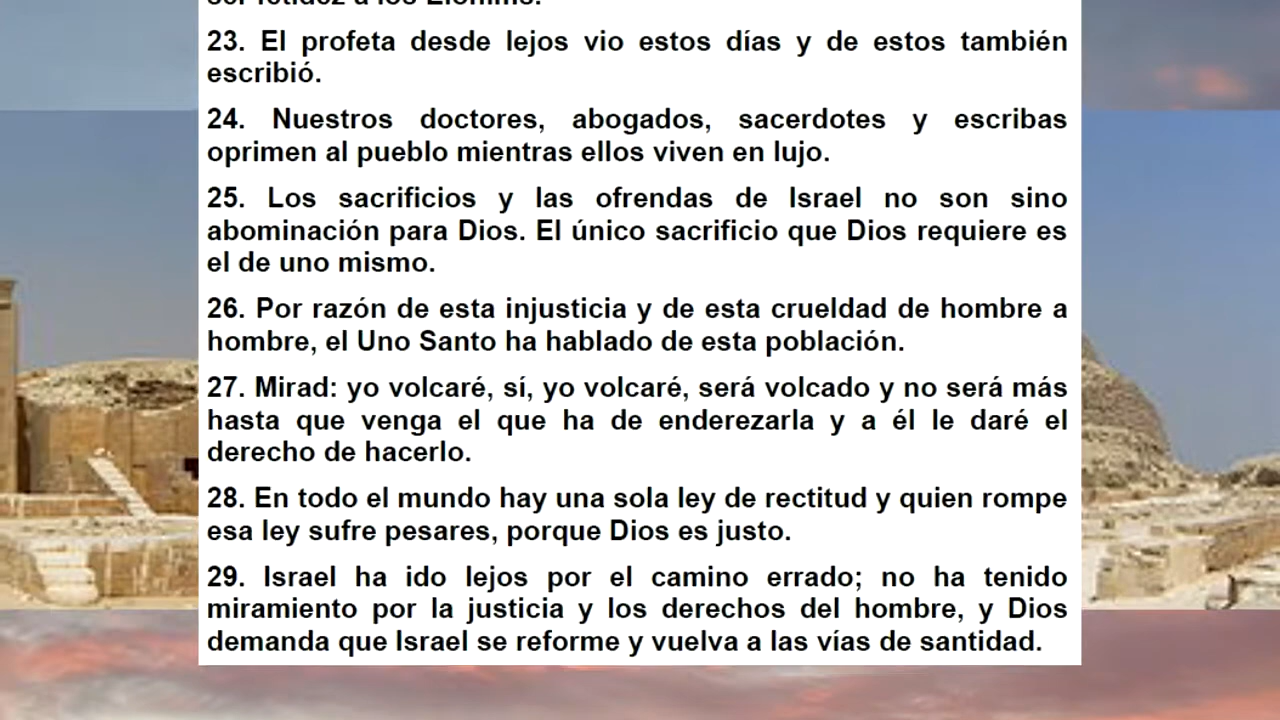 23. El profeta desde lejos vio estos días y de estos también
escribió.
24. Nuestros doctores, abogados, sacerdotes y escribas
oprimen al pueblo mientras ellos viven en lujo.
25. Los sacrificios y las ofrendas de Israel no son sino
abominación para Dios. El único sacrificio que Dios requiere es
el de uno mismo.
26. Por razón de esta injusticia y de esta crueldad de hombre a
hombre, el Uno Santo ha hablado de esta población.
27. Mirad: yo volcaré, sí, yo volcaré, será volcado y no será más
hasta que venga el que ha de enderezarla y a él le daré el
derecho de hacerlo.
28. En todo el mundo hay una sola ley de rectitud y quien rompe
esa ley sufre pesares, porque Dios es justo.
29. Israel ha ido lejos por el camino errado; no ha tenido
miramiento por la justicia y los derechos del hombre, y Dios
demanda que Israel se reforme y vuelva a las vías de santidad.